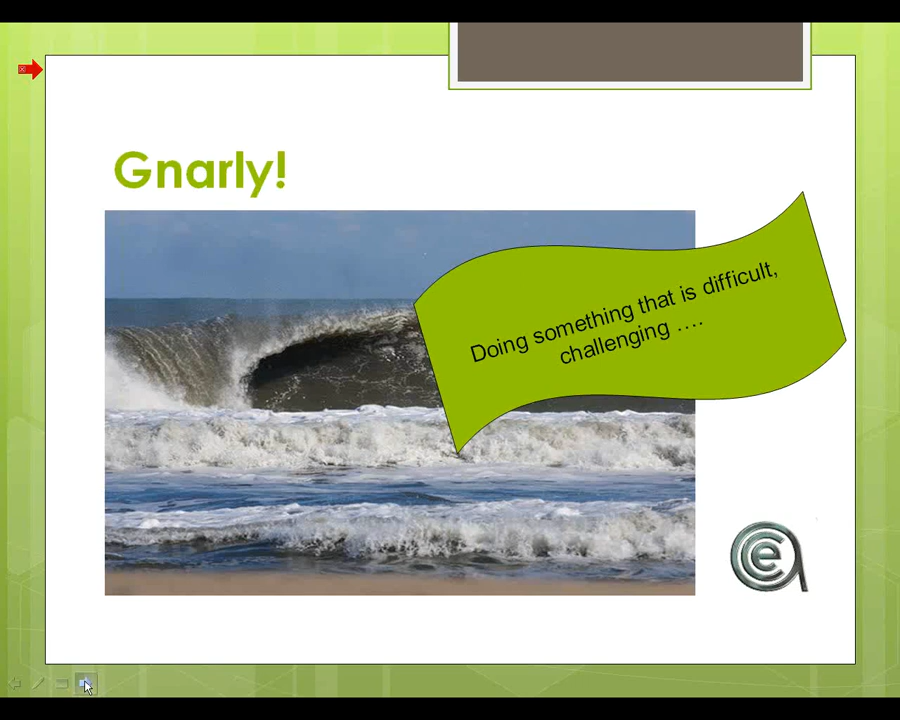 Gnarly!
Doing something that is difficult,
challenging ....